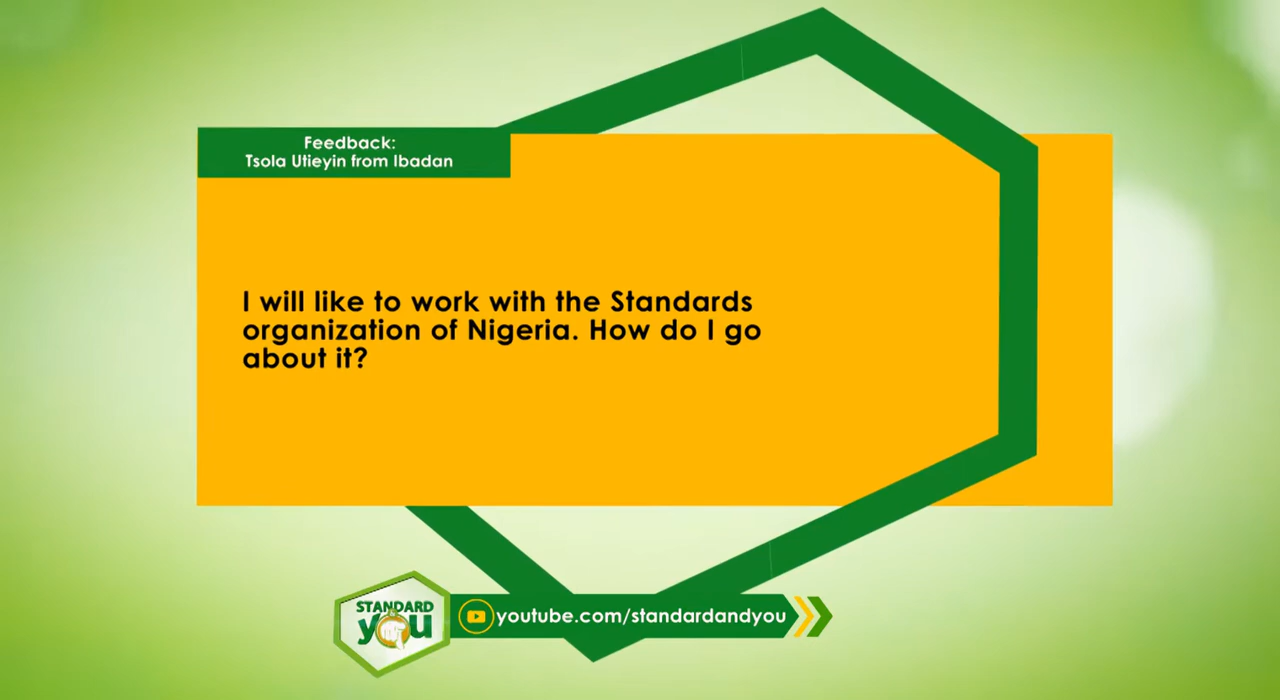 Feedback:
Tsola Utieyin from Ibadan
I will like to work with the Standards
organization of Nigeria. How do I go
about it?
STANDARD
you
youtube.com/standardandyou